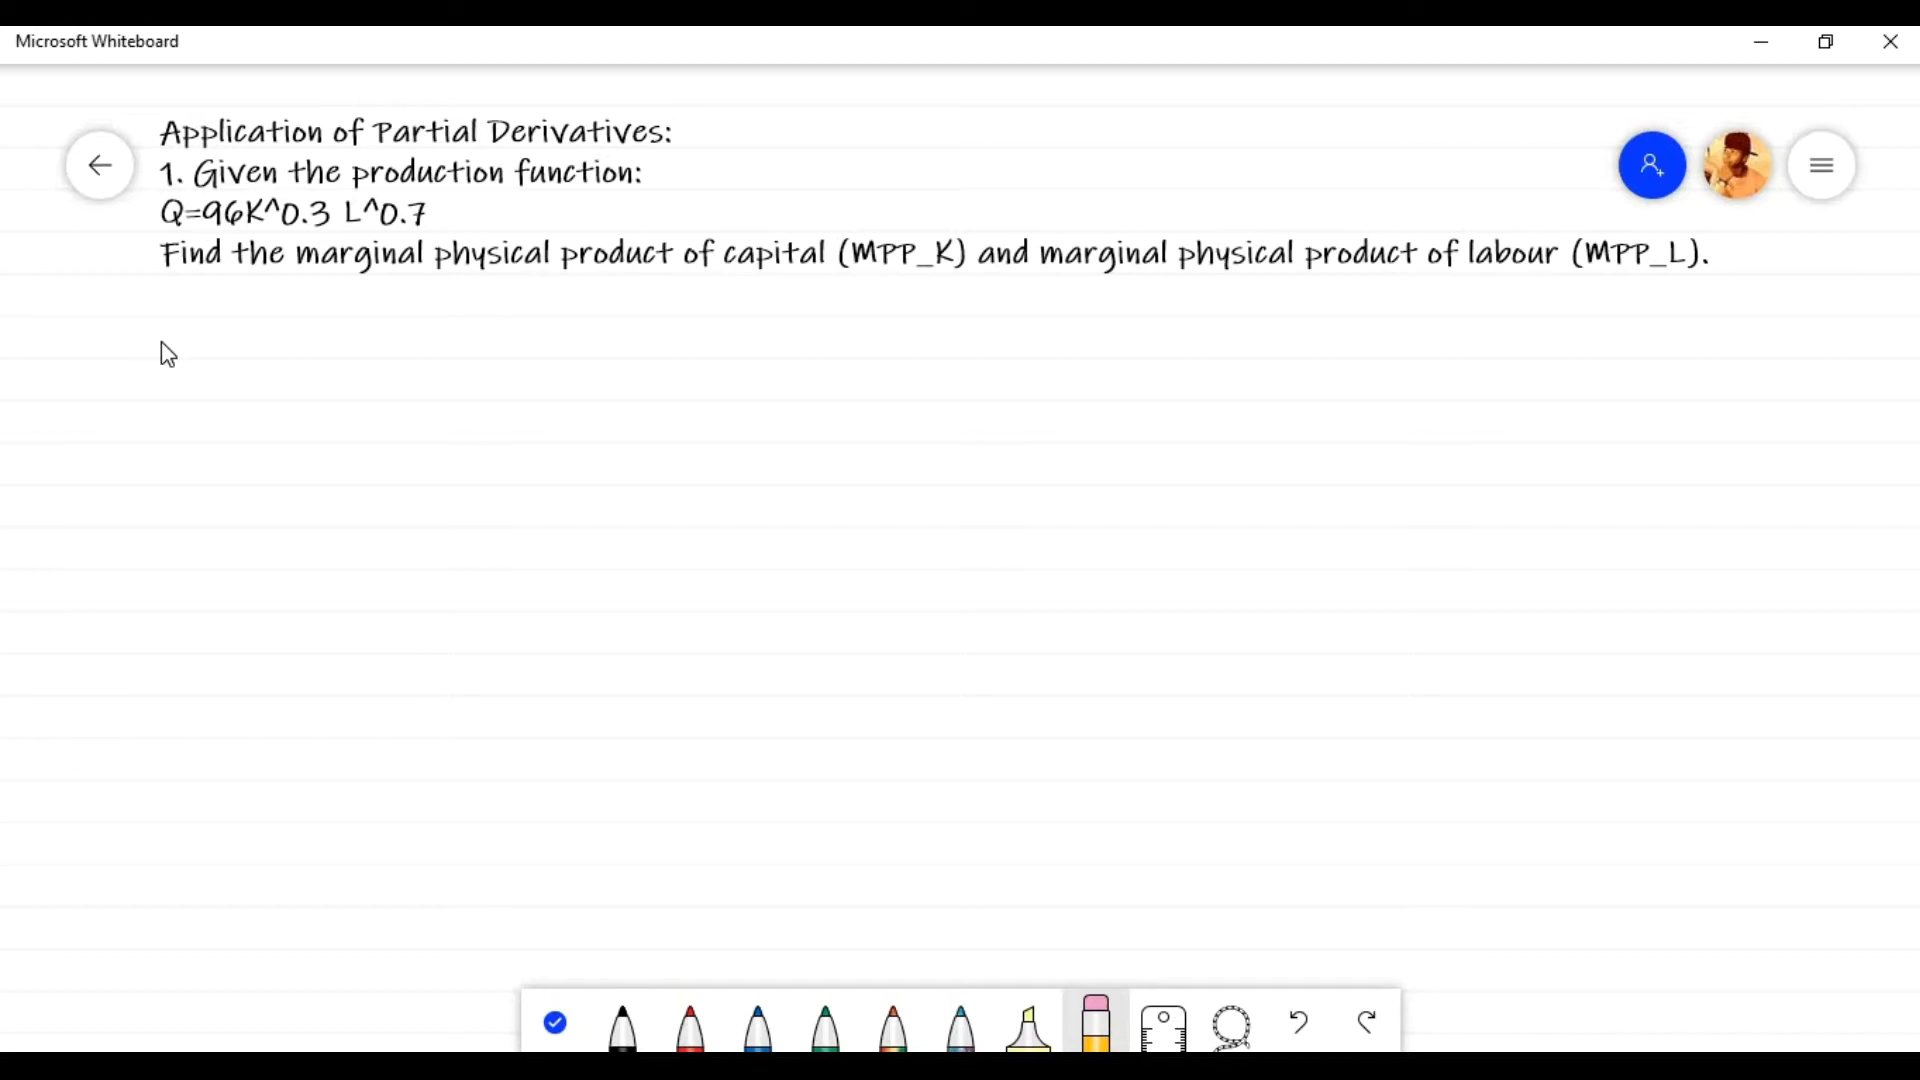 Microsoft Whiteboard
Application of Partial Derivatives:
1. Given the production function:
Q=96K^0.3 L^0.7
Find the marginal physical product of capital (MPP_K) and marginal physical product of labour (MPP_L).